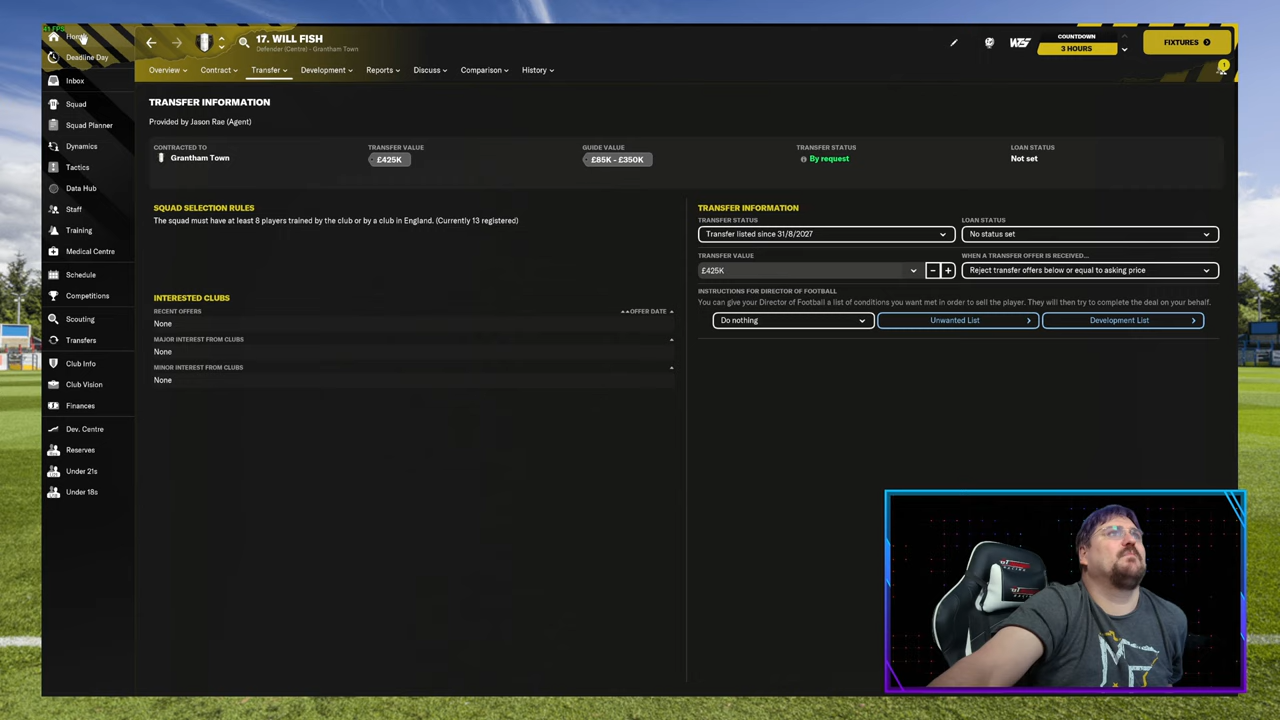 41 FPS
Home
Deadline Day
Inbox
Squad
Squad Planner
Dynamics
Tactics
Data Hub
Staff
Training
Medical Centre
Schedule
Competitions
Scouting
Transfers
Club Info
Club Vision
Finances
Dev. Centre
Reserves
Under 21s
Under 18s
17. WILL FISH
Defender (Centre) - Grantham Town
COUNTDOWN
3 HOURS
FIXTURES
1
Overview
Contract
Transfer
Development
Reports
Discuss
Comparison
History
TRANSFER INFORMATION
Provided by Jason Rae (Agent)
CONTRACTED TO
Grantham Town
TRANSFER VALUE
£425K
GUIDE VALUE
£85K - £350K
TRANSFER STATUS
By request
LOAN STATUS
Not set
SQUAD SELECTION RULES
The squad must have at least 8 players trained by the club or by a club in England. (Currently 13 registered)
INTERESTED CLUBS
RECENT OFFERS
OFFER DATE
None
MAJOR INTEREST FROM CLUBS
None
MINOR INTEREST FROM CLUBS
None
TRANSFER INFORMATION
TRANSFER STATUS
Transfer listed since 31/8/2027
LOAN STATUS
No status set
TRANSFER VALUE
£425K
WHEN A TRANSFER OFFER IS RECEIVED...
Reject transfer offers below or equal to asking price
INSTRUCTIONS FOR DIRECTOR OF FOOTBALL
You can give your Director of Football a list of conditions you want met in order to sell the player. They will then try to complete the deal on your behalf.
Do nothing
Unwanted List
Development List